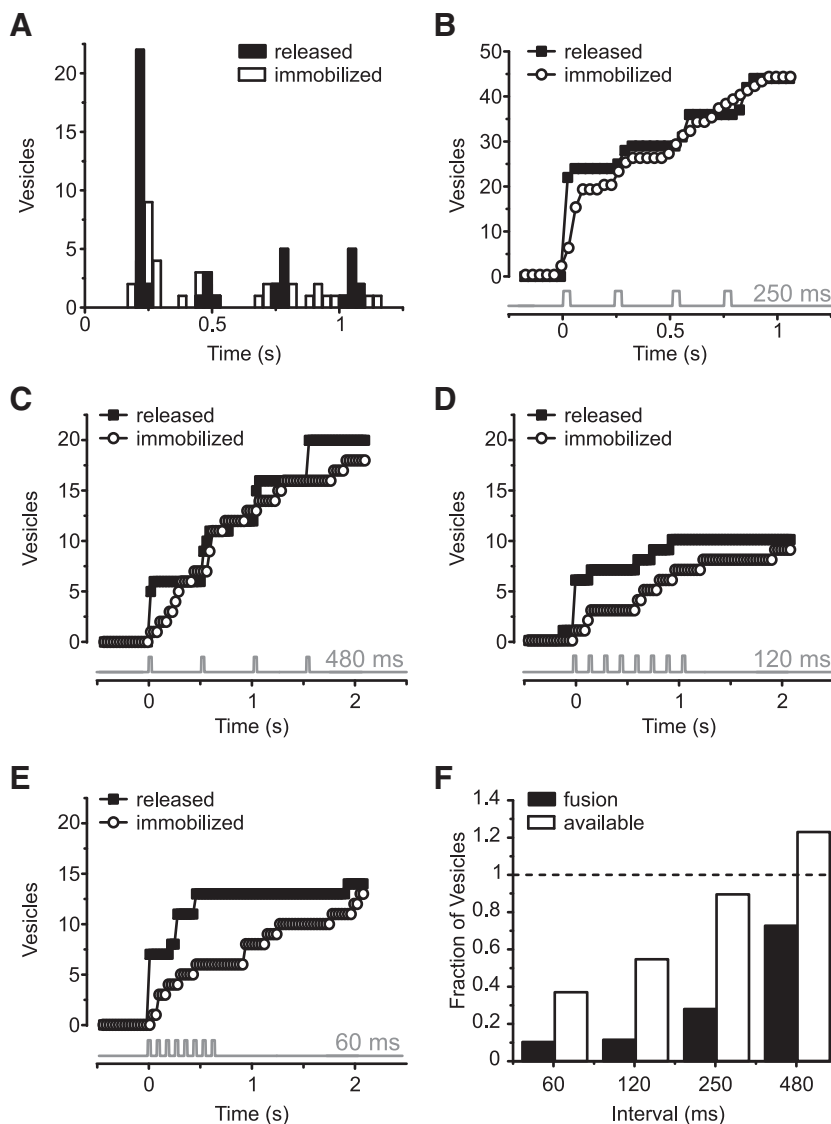 A
released
immobilized
Vesicles
20
15
10
5
0
0
0.5
1
Time (s)
B
released
immobilized
Vesicles
50
40
30
20
10
0
250 ms
0
0.5
1
Time (s)
C
released
immobilized
Vesicles
20
15
10
5
0
480 ms
0
1
2
Time (s)
D
released
immobilized
Vesicles
20
15
10
5
0
120 ms
0
1
2
Time (s)
E
released
immobilized
Vesicles
20
15
10
5
0
60 ms
0
1
2
Time (s)
F
fusion
available
Fraction of Vesicles
1.4
1.2
1
0.8
0.6
0.4
0.2
0
60
120
250
480
Interval (ms)